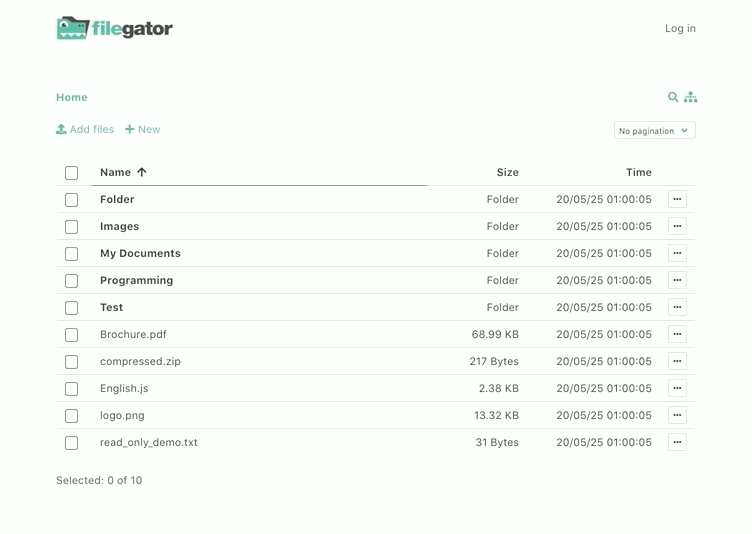 filegator
Log in
Home
Add files New
No pagination
Name Size Time
Folder Folder 20/05/25 01:00:05
Images Folder 20/05/25 01:00:05
My Documents Folder 20/05/25 01:00:05
Programming Folder 20/05/25 01:00:05
Test Folder 20/05/25 01:00:05
Brochure.pdf 68.99 KB 20/05/25 01:00:05
compressed.zip 217 Bytes 20/05/25 01:00:05
English.js 2.38 KB 20/05/25 01:00:05
logo.png 13.32 KB 20/05/25 01:00:05
read_only_demo.txt 31 Bytes 20/05/25 01:00:05
Selected: 0 of 10